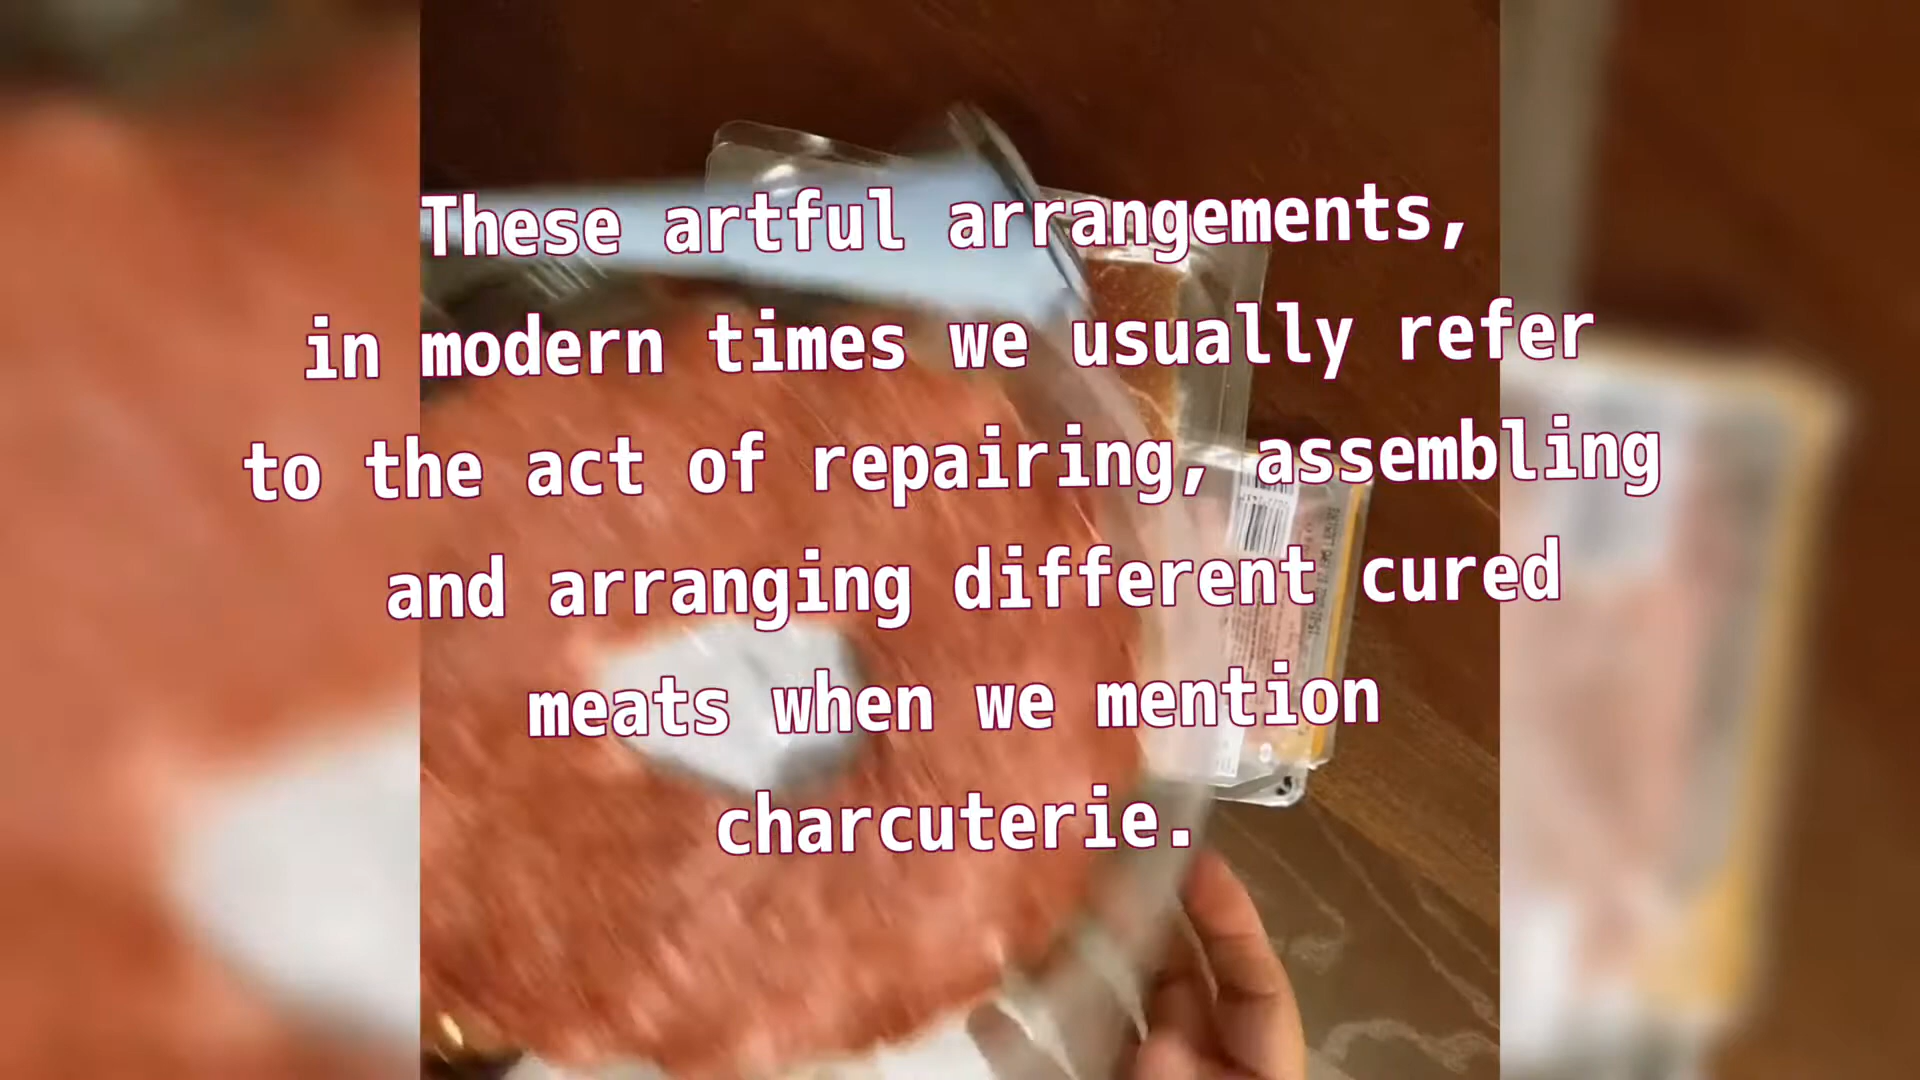 These artful arrangements,
in modern times we usually refer
to the act of repairing, assembling
and arranging different cured
meats when we mention
charcuterie.